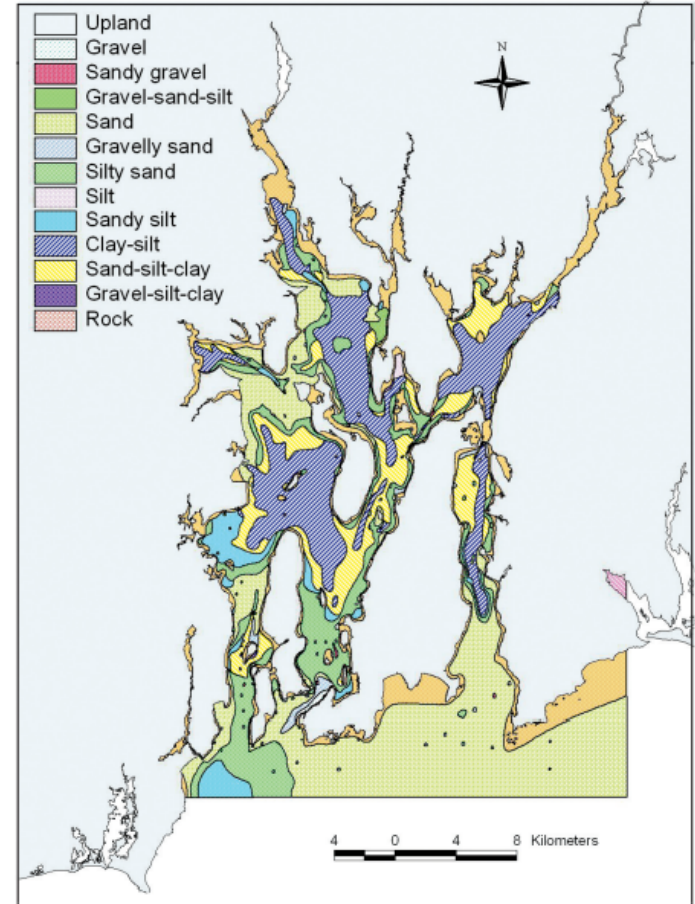 Upland
Gravel
Sandy gravel
Gravel-sand-silt
Sand
Gravelly sand
Silty sand
Silt
Sandy silt
Clay-silt
Sand-silt-clay
Gravel-silt-clay
Rock
N
4 0 4 8 Kilometers